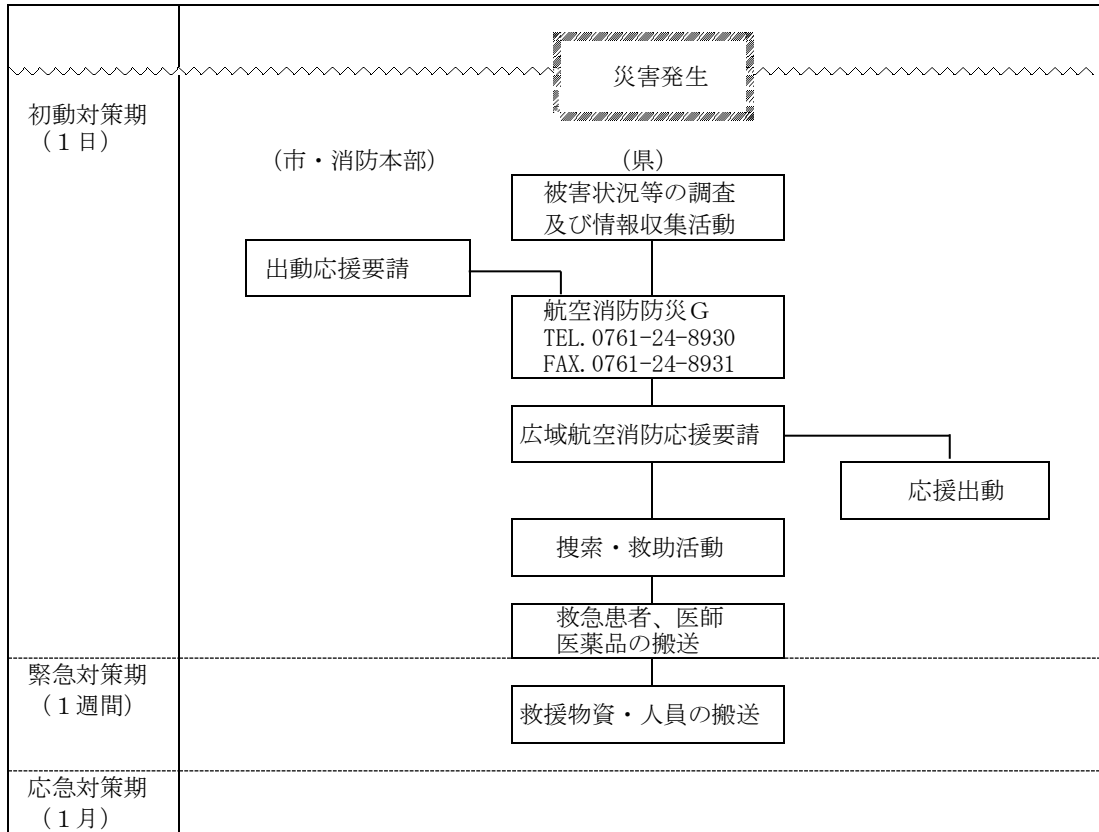 災害発生
初動対策期
（１日）
（市・消防本部）
（県）
被害状況等の調査
及び情報収集活動
出動応援要請
航空消防防災Ｇ
TEL.0761-24-8930
FAX.0761-24-8931
広域航空消防応援要請
応援出動
捜索・救助活動
救急患者、医師
医薬品の搬送
緊急対策期
（１週間）
救援物資・人員の搬送
応急対策期
（１月）